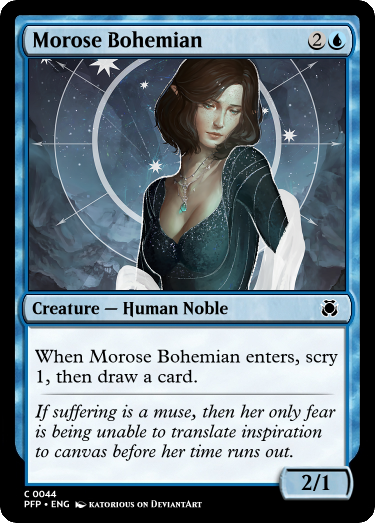 Morose Bohemian 2
Creature — Human Noble
When Morose Bohemian enters, scry
1, then draw a card.
If suffering is a muse, then her only fear
is being unable to translate inspiration
to canvas before her time runs out.
2/1
C 0044
PFP • ENG KATORIOUS ON DEVIANTART